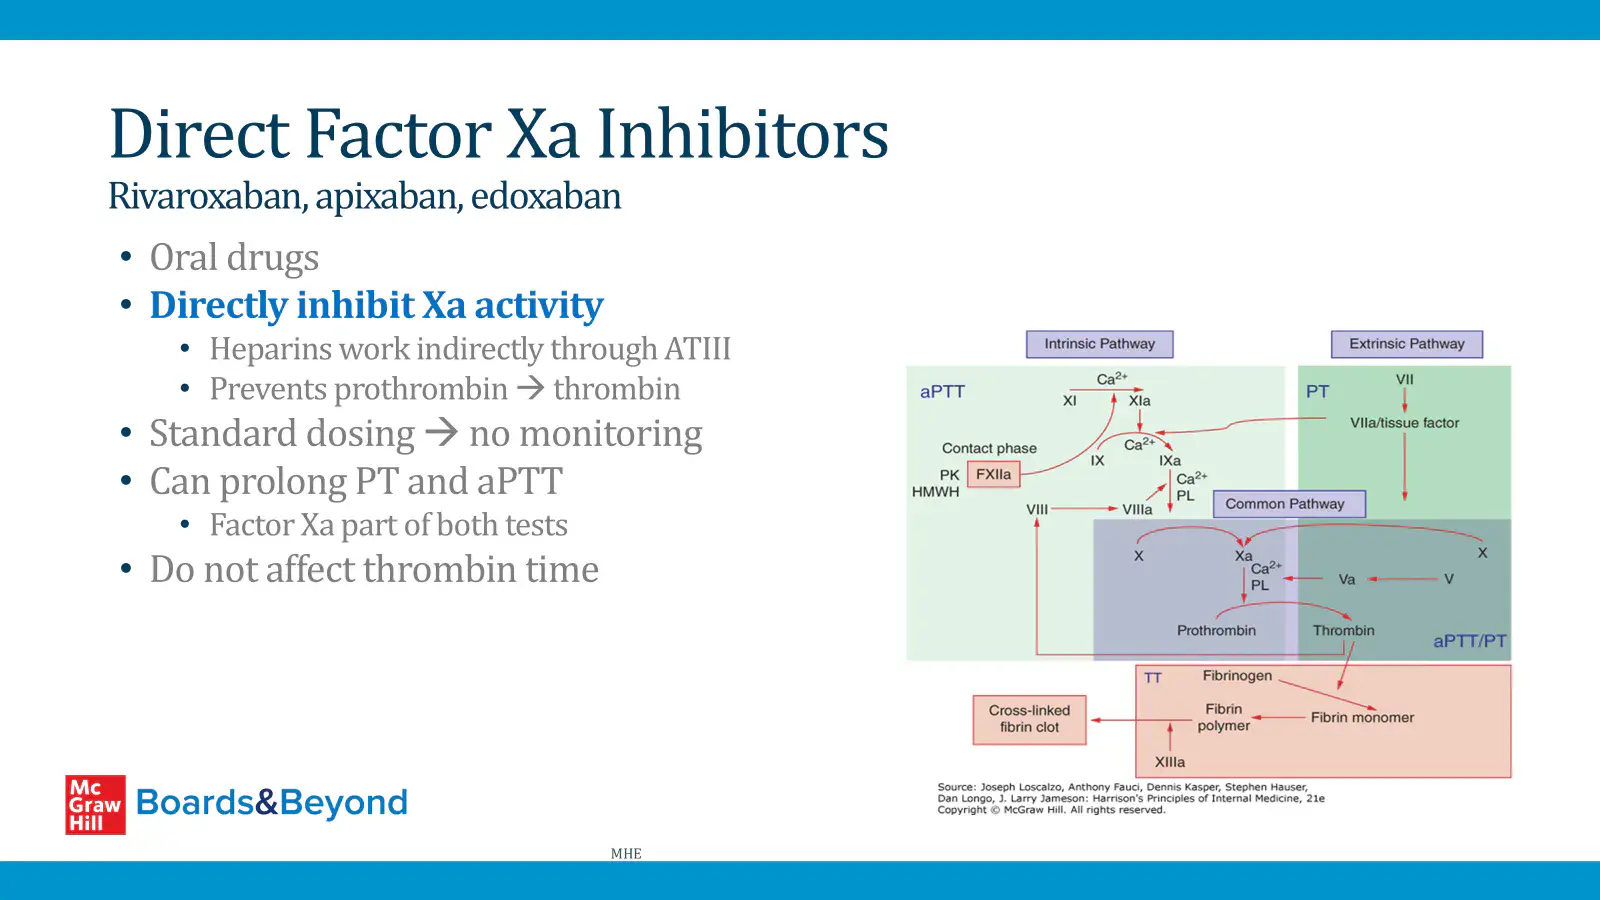 Direct Factor Xa Inhibitors
Rivaroxaban, apixaban, edoxaban
• Oral drugs
• Directly inhibit Xa activity
• Heparins work indirectly through ATIII
• Prevents prothrombin → thrombin
• Standard dosing → no monitoring
• Can prolong PT and aPTT
• Factor Xa part of both tests
• Do not affect thrombin time
Intrinsic Pathway
Extrinsic Pathway
aPTT
Ca2+
XI
XIa
PT
VII
VIIa/tissue factor
Contact phase
PK
HMWH
FXIIa
IX
Ca2+
IXa
Ca2+
PL
VIII
VIIIa
Common Pathway
X
Xa
X
Ca2+
PL
Va
V
Prothrombin
Thrombin
aPTT/PT
TT
Fibrinogen
Cross-linked
fibrin clot
Fibrin
polymer
Fibrin monomer
XIIIa
Source: Joseph Loscalzo, Anthony Fauci, Dennis Kasper, Stephen Hauser,
Dan Longo, J. Larry Jameson: Harrison's Principles of Internal Medicine, 21e
Copyright © McGraw Hill. All rights reserved.
Mc
Graw
Hill
Boards&Beyond
MHE